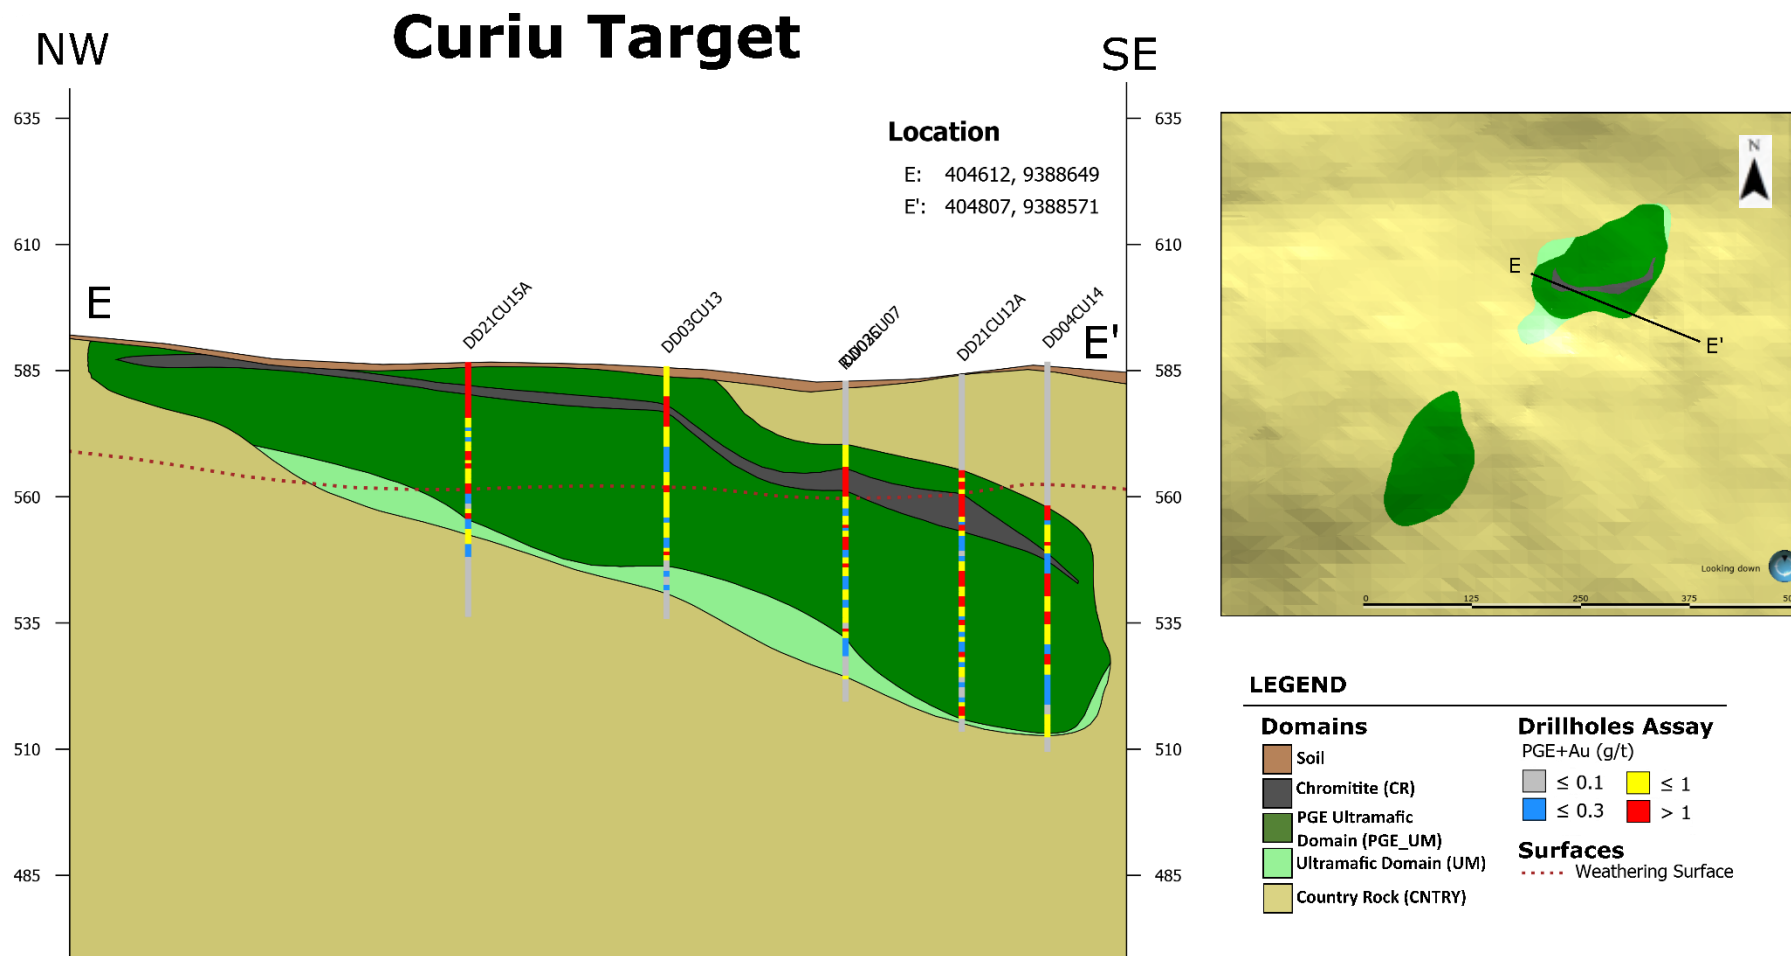 Curiu Target
NW
SE
635
610
585
560
535
510
485
635
610
585
560
535
510
485
Location
E: 404612, 9388649
E': 404807, 9388571
E
E'
DD21CU15A
DD03CU13
DD21CU12A
DD04CU14
N
E
E'
Looking down
0
125
250
375
LEGEND
Domains
Soil
Chromitite (CR)
PGE Ultramafic
Domain (PGE_UM)
Ultramafic Domain (UM)
Country Rock (CNTRY)
Drillholes Assay
PGE+Au (g/t)
≤ 0.1
≤ 1
≤ 0.3
> 1
Surfaces
Weathering Surface